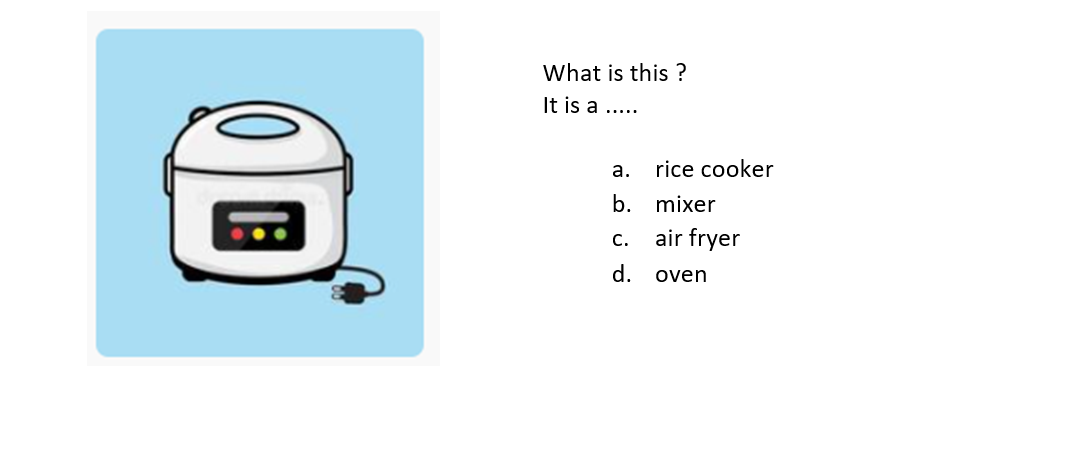 What is this ?
It is a .....
a. rice cooker
b. mixer
c. air fryer
d. oven